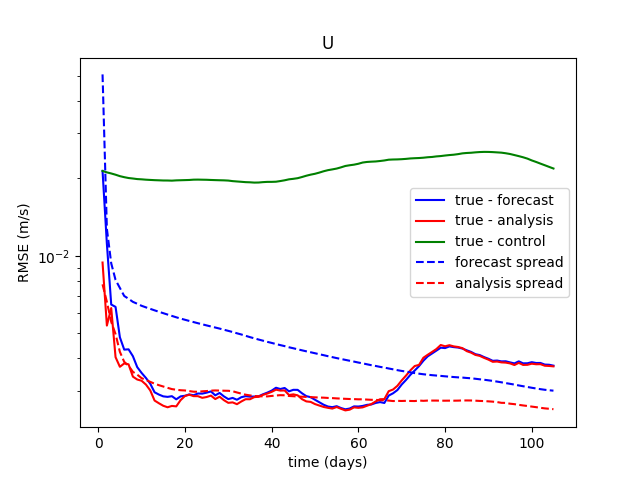 U
RMSE (m/s)
10⁻²
true - forecast
true - analysis
true - control
forecast spread
analysis spread
0 20 40 60 80 100
time (days)